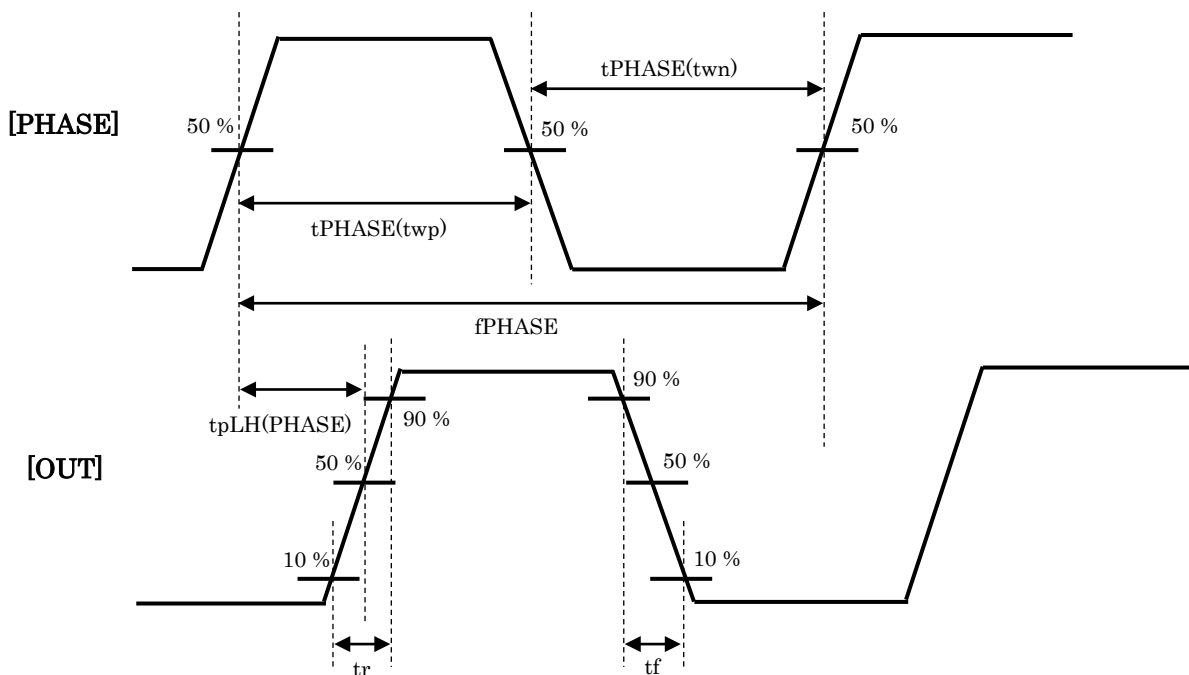 tPHASE(twn)
[PHASE]
50 %
50 %
50 %
tPHASE(twp)
fPHASE
tpLH(PHASE)
90 %
90 %
[OUT]
50 %
50 %
10 %
10 %
tr
tf